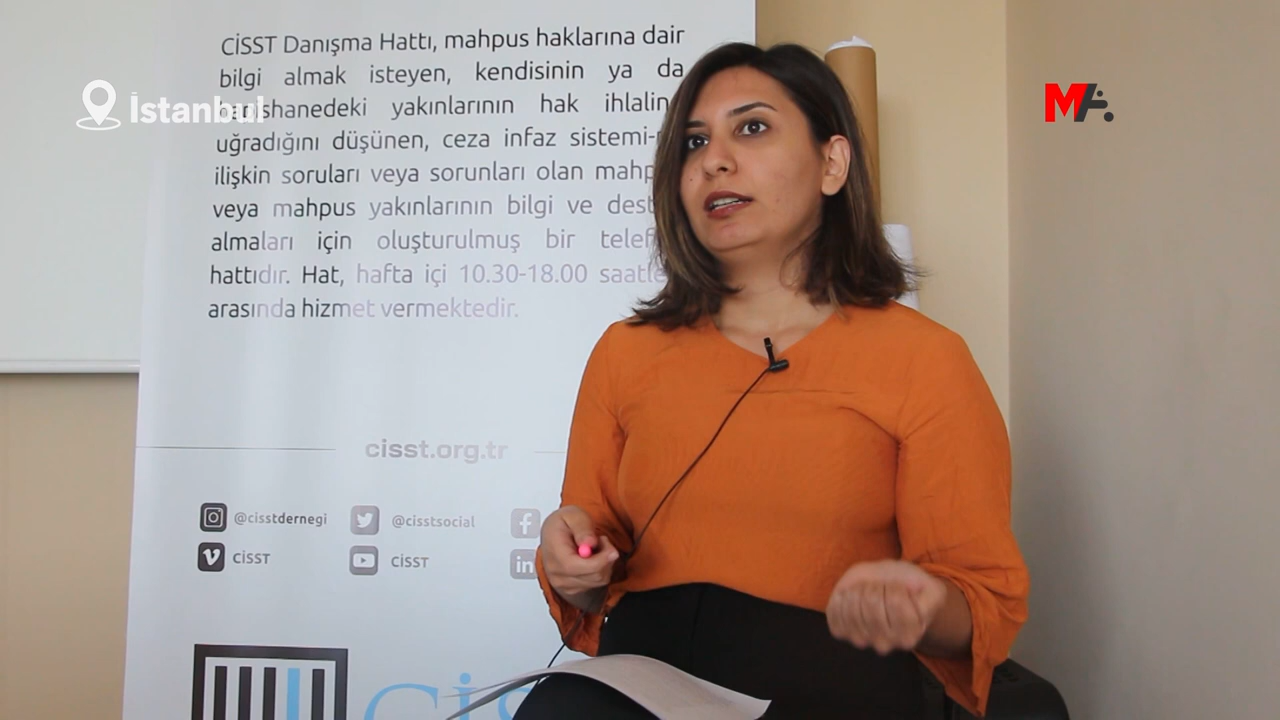 CİSST Danışma Hattı, mahpus haklarına dair
bilgi almak isteyen, kendisinin ya da
yakınlarının hak
uğradığını düşünen, ceza infaz
ilişkin soruları veya sorunları olan
veya mahpus yakınlarının bilgi ve
almaları için oluşturulmuş bir
hattıdır. Hat, hafta içi 10.30-18.00
arasında hizmet vermektedir.
İstanbul
MA
cisst.org.tr
@cisstdernegi @cisstsocial
CİSST CİSST